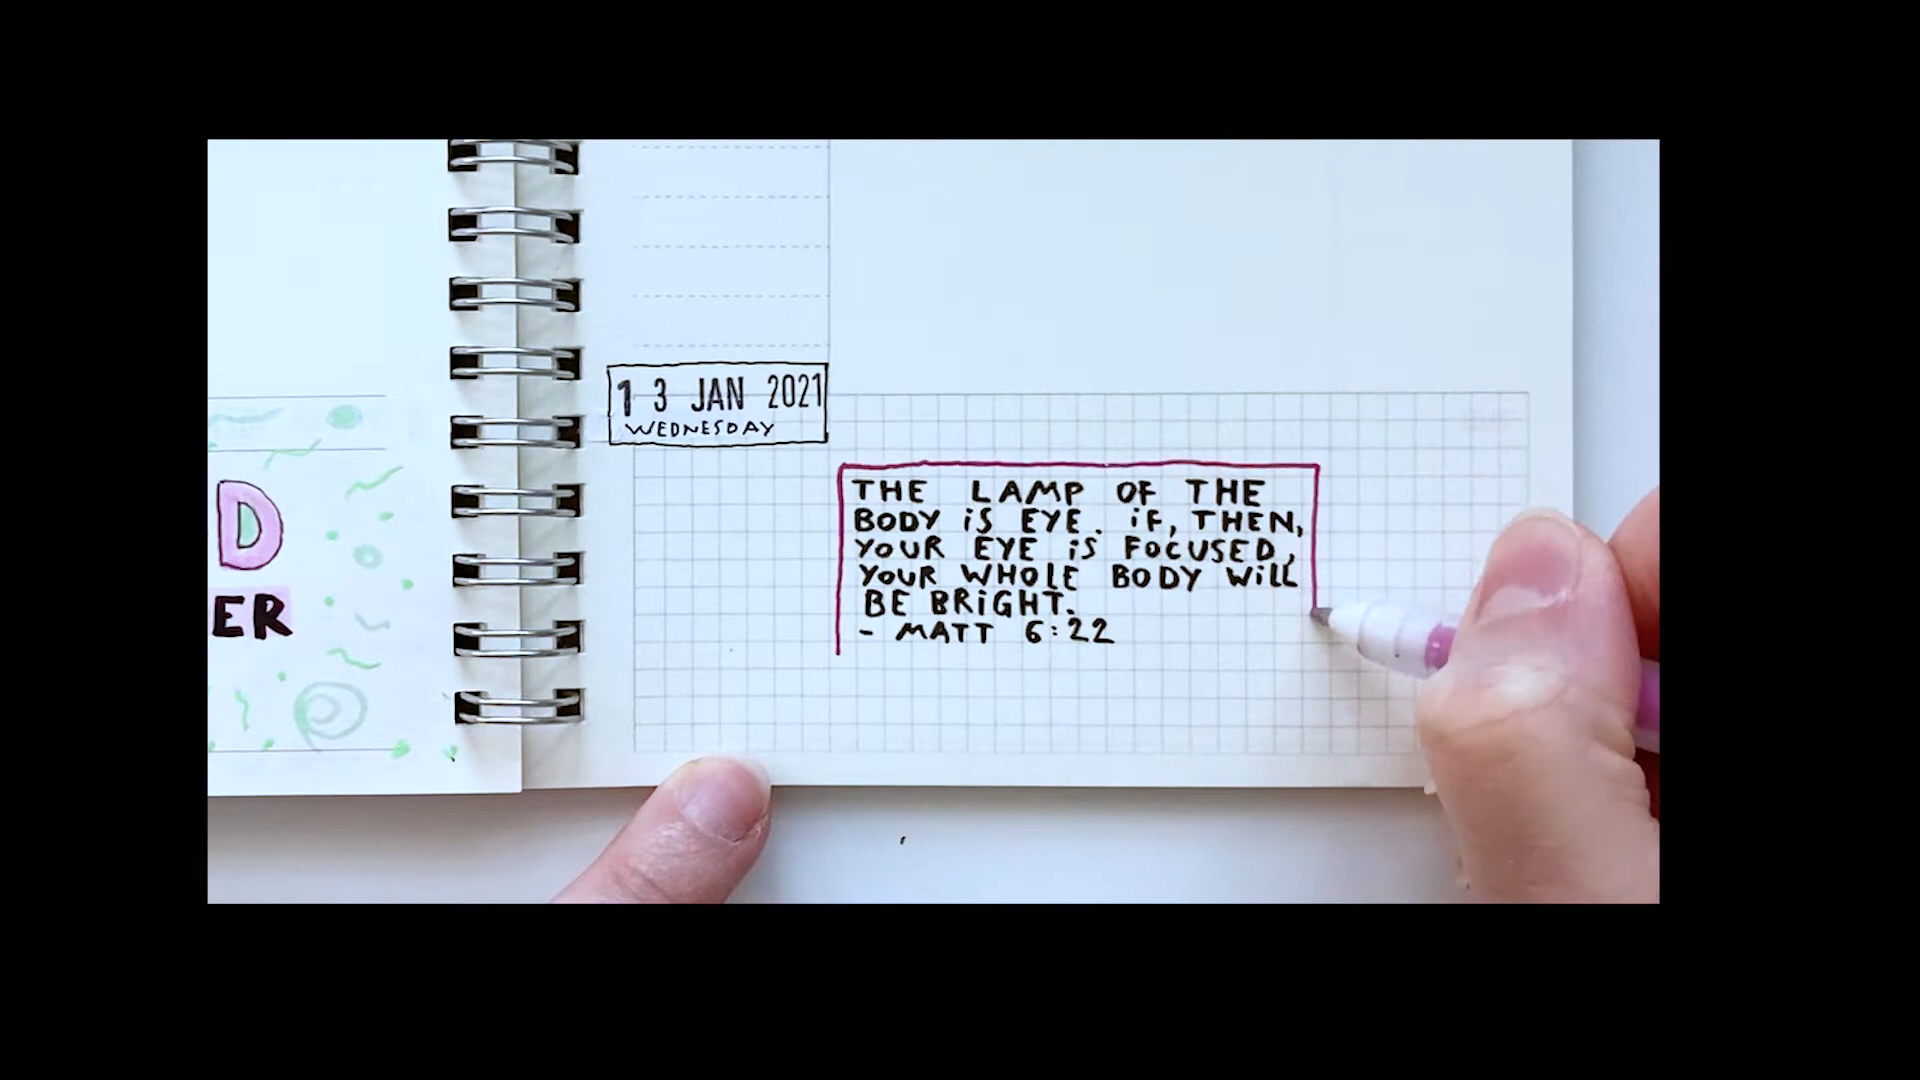 D
ER
13 JAN 2021
WEDNESDAY
THE LAMP OF THE
BODY iS EYE. iF, THEN,
YOUR EYE iS FOCUSED,
YOUR WHOLE BODY WiLL
BE BRiGHT.
- MATT 6:22